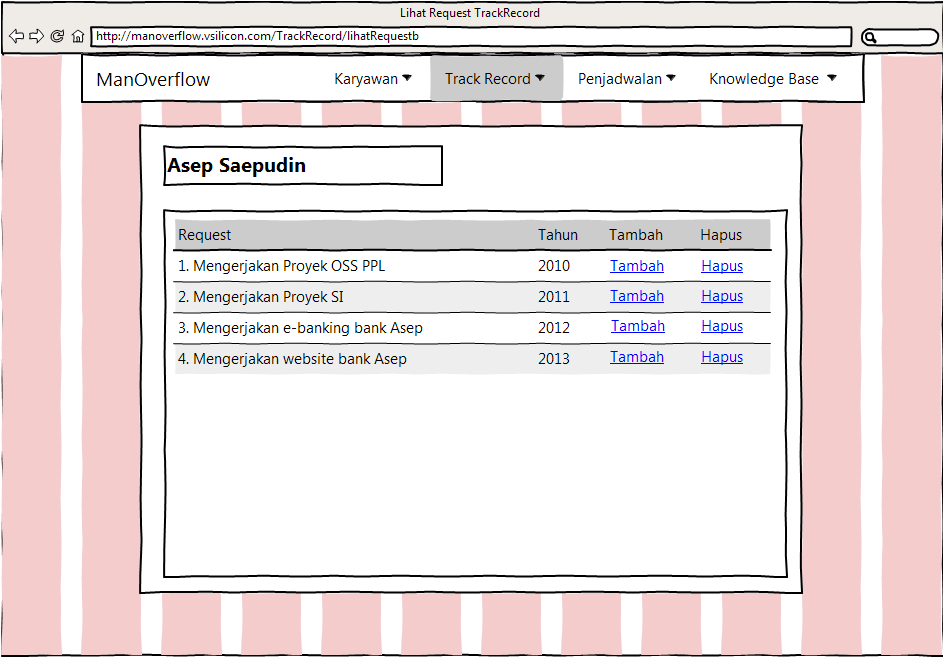 Lihat Request TrackRecord
http://manoverflow.vsilicon.com/TrackRecord/lihatRequestb
ManOverflow Karyawan Track Record Penjadwalan Knowledge Base
Asep Saepudin
Request Tahun Tambah Hapus
1. Mengerjakan Proyek OSS PPL 2010 Tambah Hapus
2. Mengerjakan Proyek SI 2011 Tambah Hapus
3. Mengerjakan e-banking bank Asep 2012 Tambah Hapus
4. Mengerjakan website bank Asep 2013 Tambah Hapus